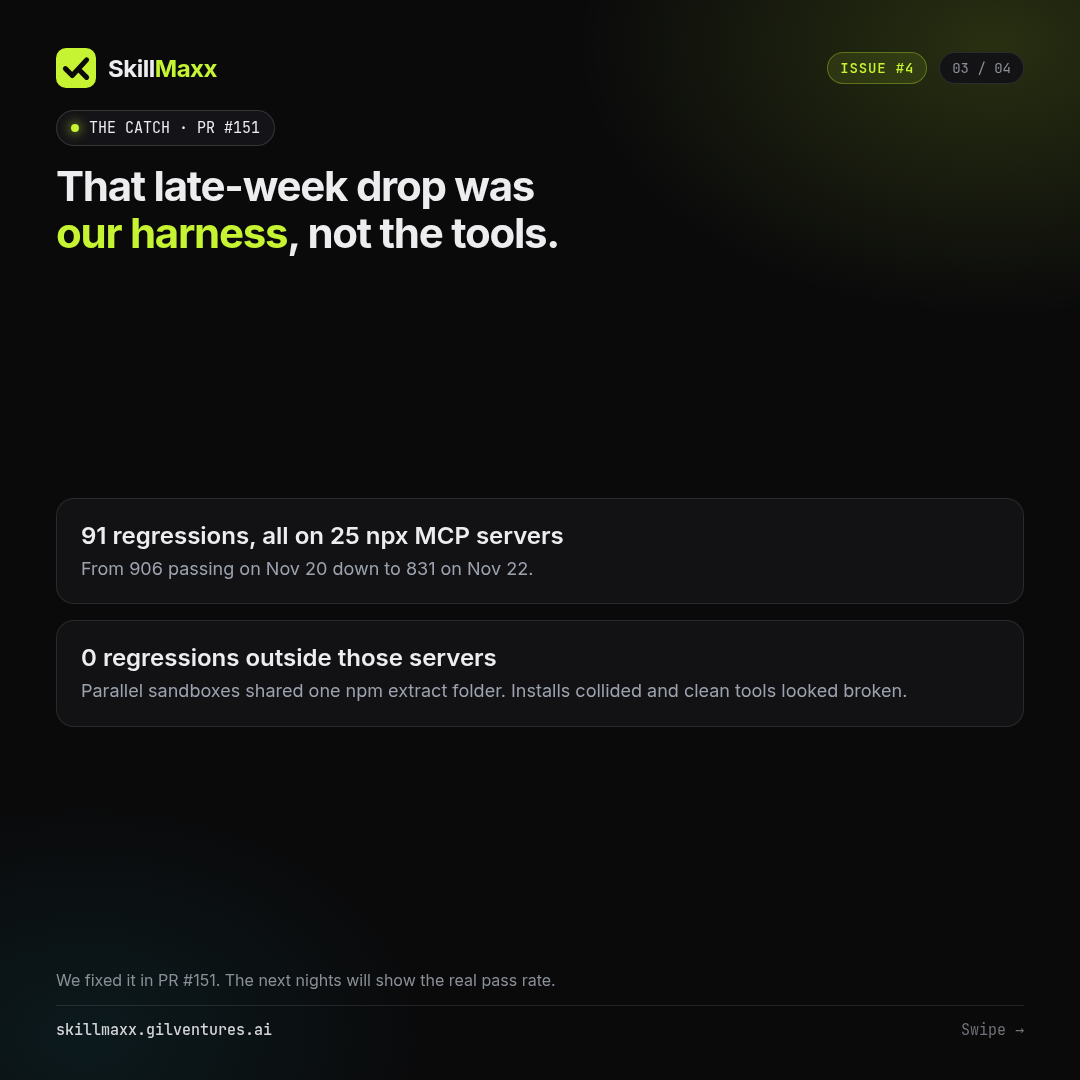 SkillMaxx
ISSUE #4
03 / 04
THE CATCH · PR #151
That late-week drop was
our harness, not the tools.
91 regressions, all on 25 npx MCP servers
From 906 passing on Nov 20 down to 831 on Nov 22.
0 regressions outside those servers
Parallel sandboxes shared one npm extract folder. Installs collided and clean tools looked broken.
We fixed it in PR #151. The next nights will show the real pass rate.
skillmaxx.gilventures.ai
Swipe →